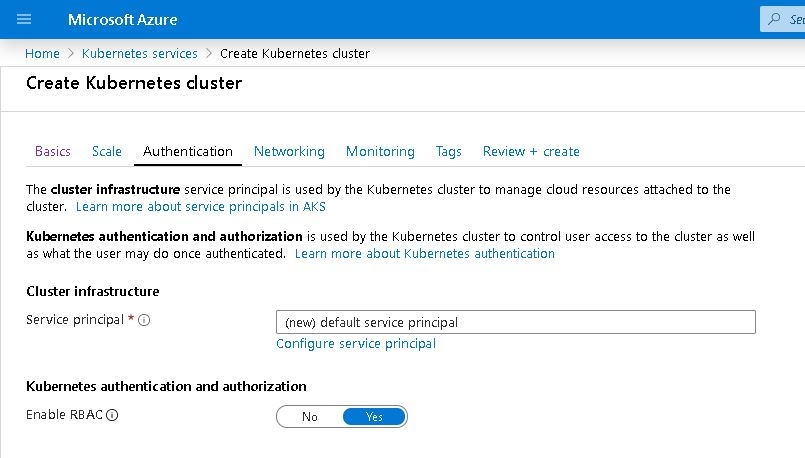 Microsoft Azure
Home > Kubernetes services > Create Kubernetes cluster
Create Kubernetes cluster
Basics Scale Authentication Networking Monitoring Tags Review + create
The cluster infrastructure service principal is used by the Kubernetes cluster to manage cloud resources attached to the
cluster. Learn more about service principals in AKS
Kubernetes authentication and authorization is used by the Kubernetes cluster to control user access to the cluster as well
as what the user may do once authenticated. Learn more about Kubernetes authentication
Cluster infrastructure
Service principal *
(new) default service principal
Configure service principal
Kubernetes authentication and authorization
Enable RBAC No Yes